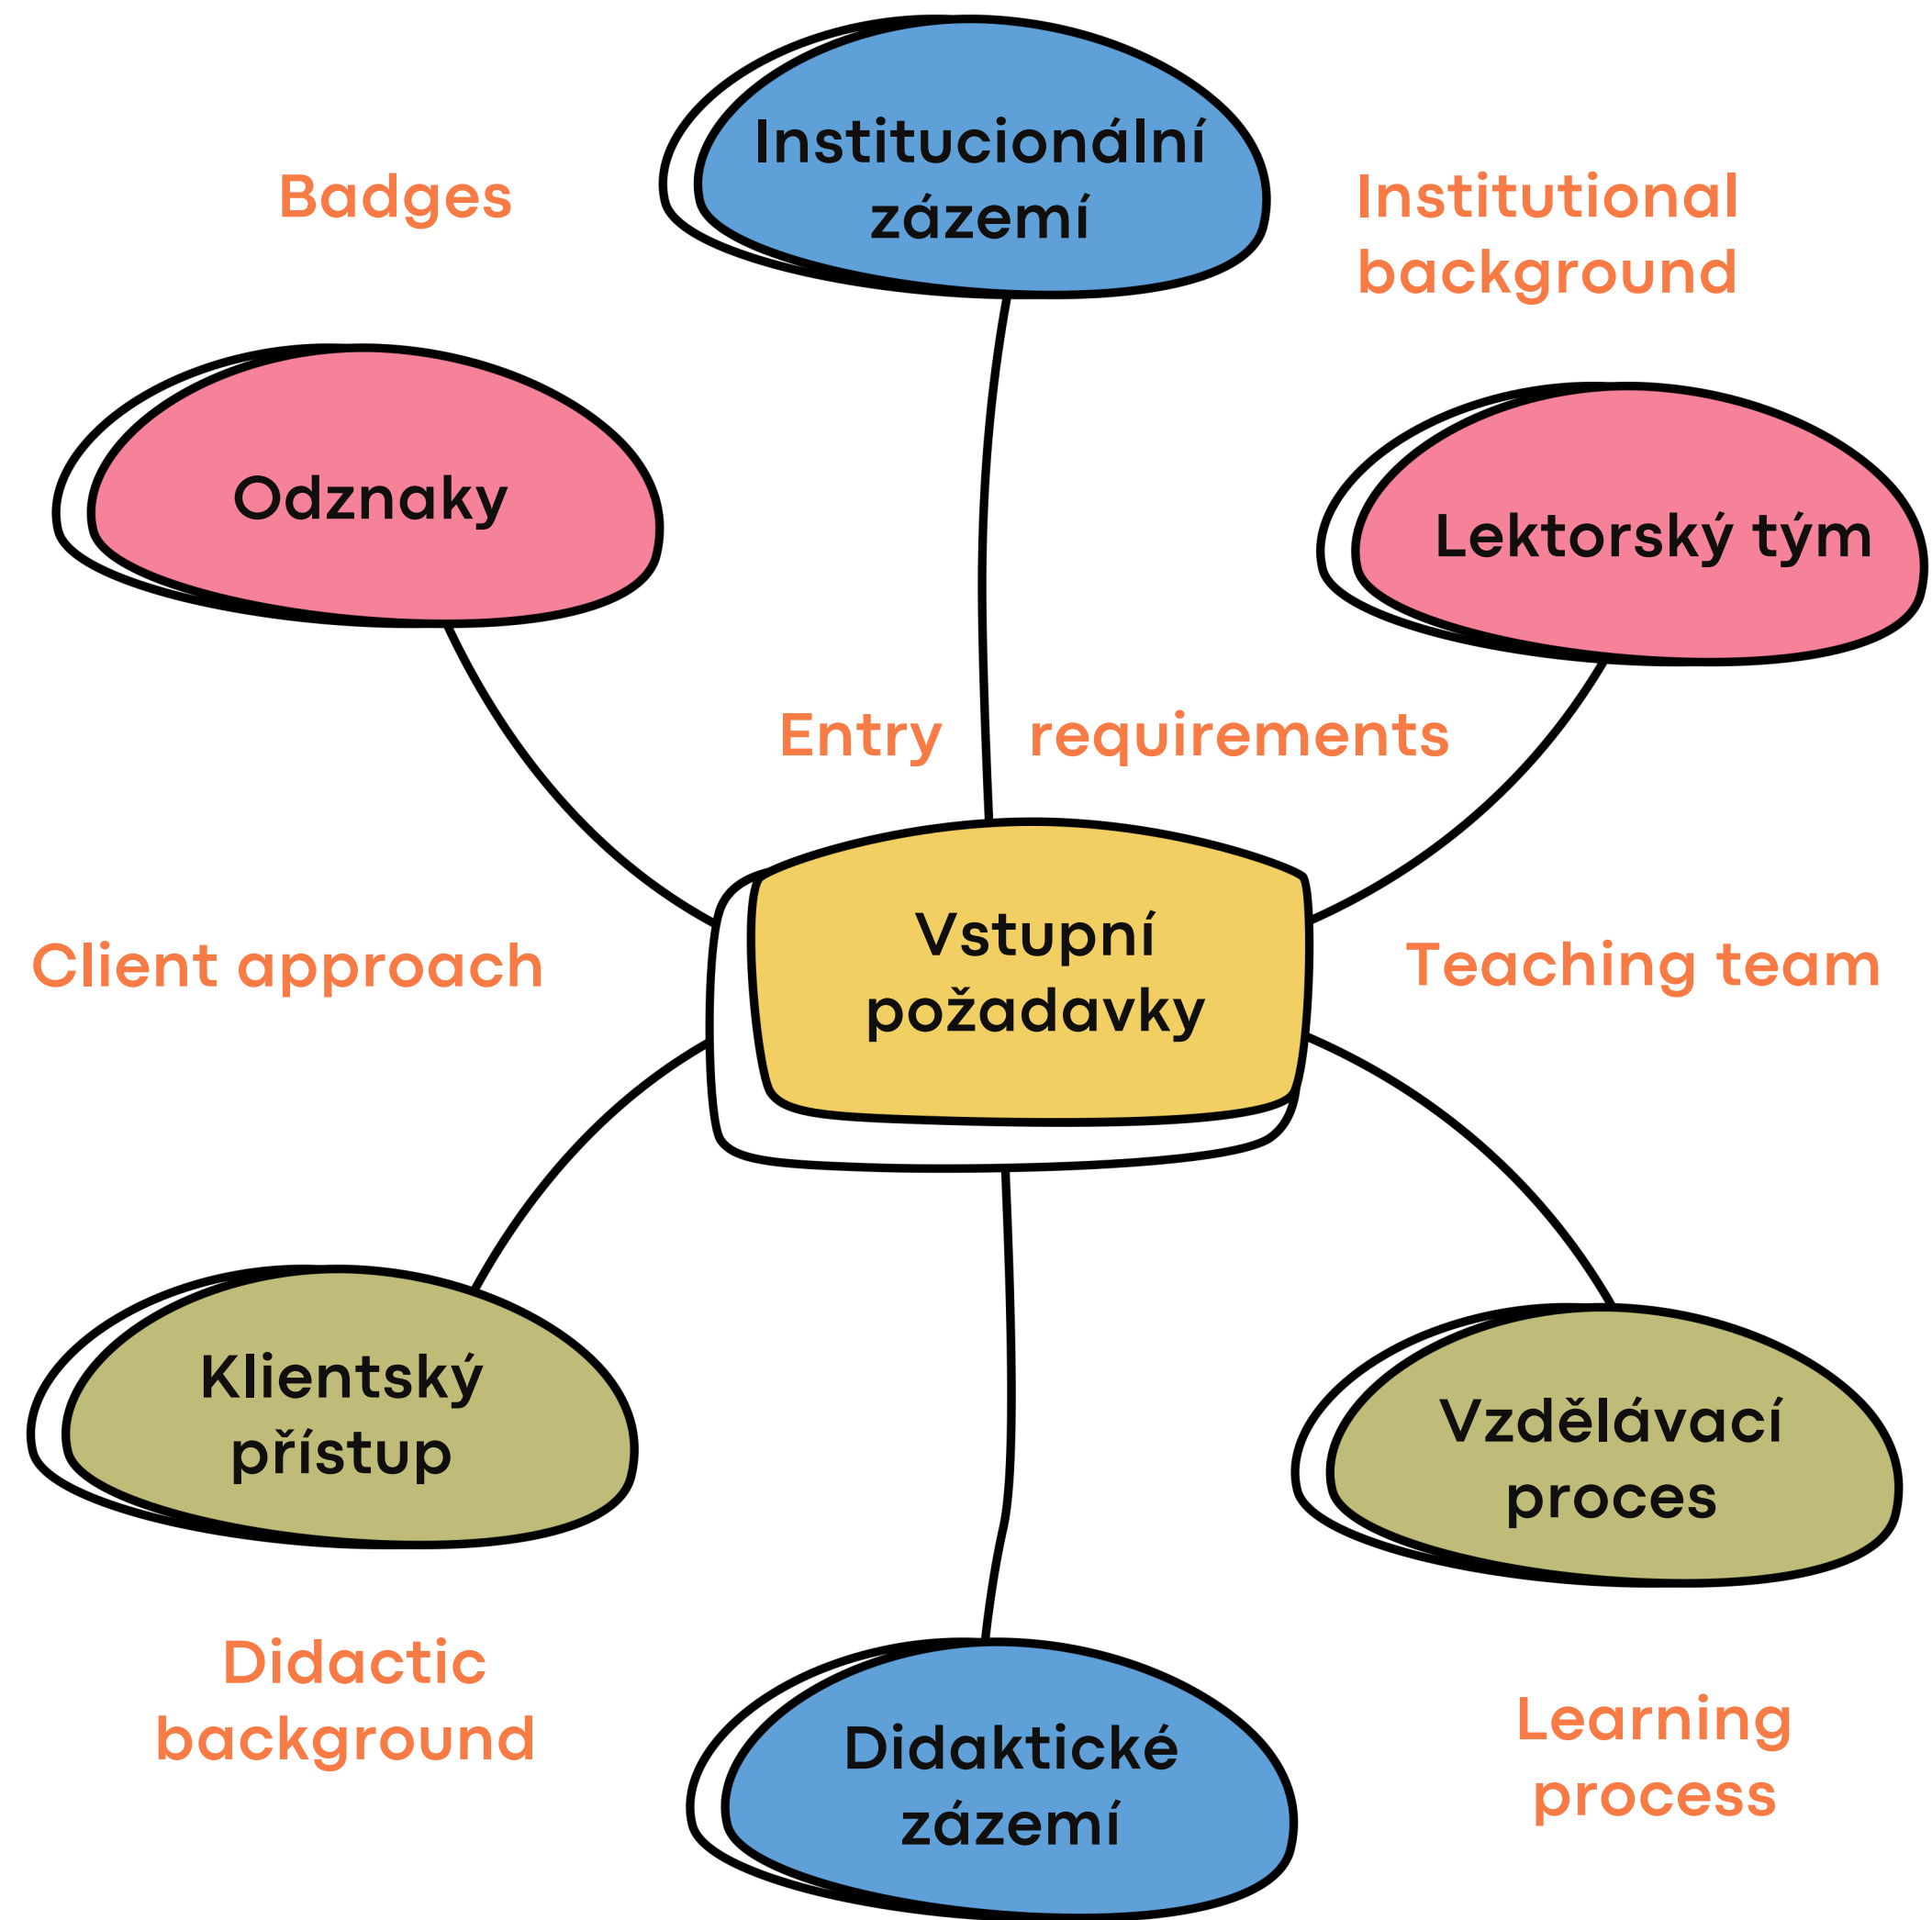 Institucionální
zázemí
Badges
Institutional
background
Odznaky
Lektorský tým
Entry requirements
Vstupní
požadavky
Client approach
Teaching team
Klientský
přístup
Vzdělávací
proces
Didactic
background
Didaktické
zázemí
Learning
process